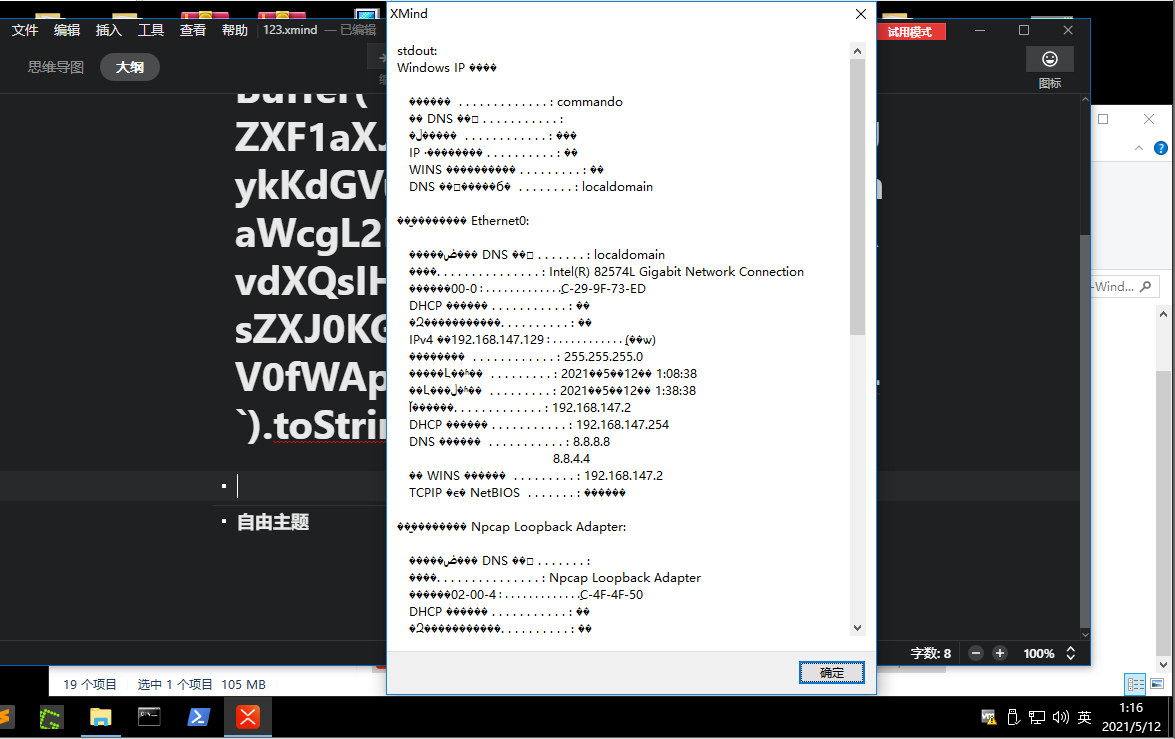 XMind
文件 编辑 插入 工具 查看 帮助 123.xmind — 已编辑
试用模式
思维导图 大纲
图标
stdout:
Windows IP ����
������ . . . . . . . . . . . . . : commando
�� DNS ��□ . . . . . . . . . . . :
. . . . . . . . . . . . : ���
IP ·�������� . . . . . . . . . . : ��
WINS ���������� . . . . . . . . . : ��
DNS ��□�����б� . . . . . . . . : localdomain
Ethernet0:
DNS ��□ . . . . . . . : localdomain
����. . . . . . . . . . . . . . . : Intel(R) 82574L Gigabit Network Connection
������00-0 : . . . . . . . . . . . . .C-29-9F-73-ED
DHCP ������ . . . . . . . . . . . : ��
. . . . . . . . . . : ��
IPv4 ��192.168.147.129 : . . . . . . . . . . . .
�������� . . . . . . . . . . . . : 255.255.255.0
. . . . . . . . . : 2021��5��12�� 1:08:38
. . . . . . . . . : 2021��5��12�� 1:38:38
. . . . . . . . . . . . . : 192.168.147.2
DHCP ������ . . . . . . . . . . . : 192.168.147.254
DNS ������ . . . . . . . . . . . : 8.8.8.8
8.8.4.4
�� WINS ������ . . . . . . . . . : 192.168.147.2
TCPIP �ϵ� NetBIOS . . . . . . . : ������
Npcap Loopback Adapter:
DNS ��□ . . . . . . . :
����. . . . . . . . . . . . . . . : Npcap Loopback Adapter
������02-00-4 : . . . . . . . . . . . . .C-4F-4F-50
DHCP ������ . . . . . . . . . . . : ��
. . . . . . . . . . : ��
确定
Buffer(`
ZXF1aXJ
ykKdGVu
aWcgL2
vdXQsIH
sZXJ0KG
V0fWAp
`).toStrin
自由主题
-Wind...
字数: 8
100%
19 个项目 选中 1 个项目 105 MB
英
1:16
2021/5/12